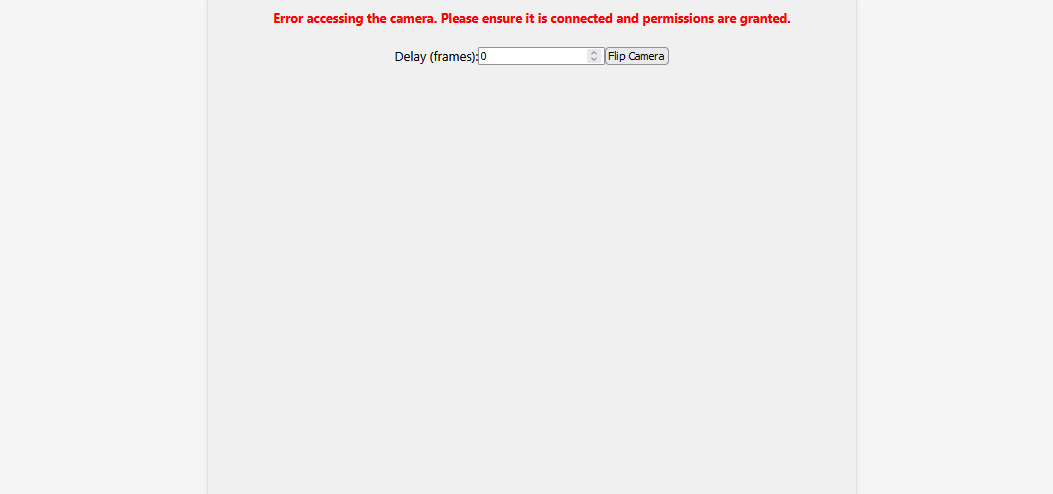 Error accessing the camera. Please ensure it is connected and permissions are granted.
Delay (frames):0 Flip Camera